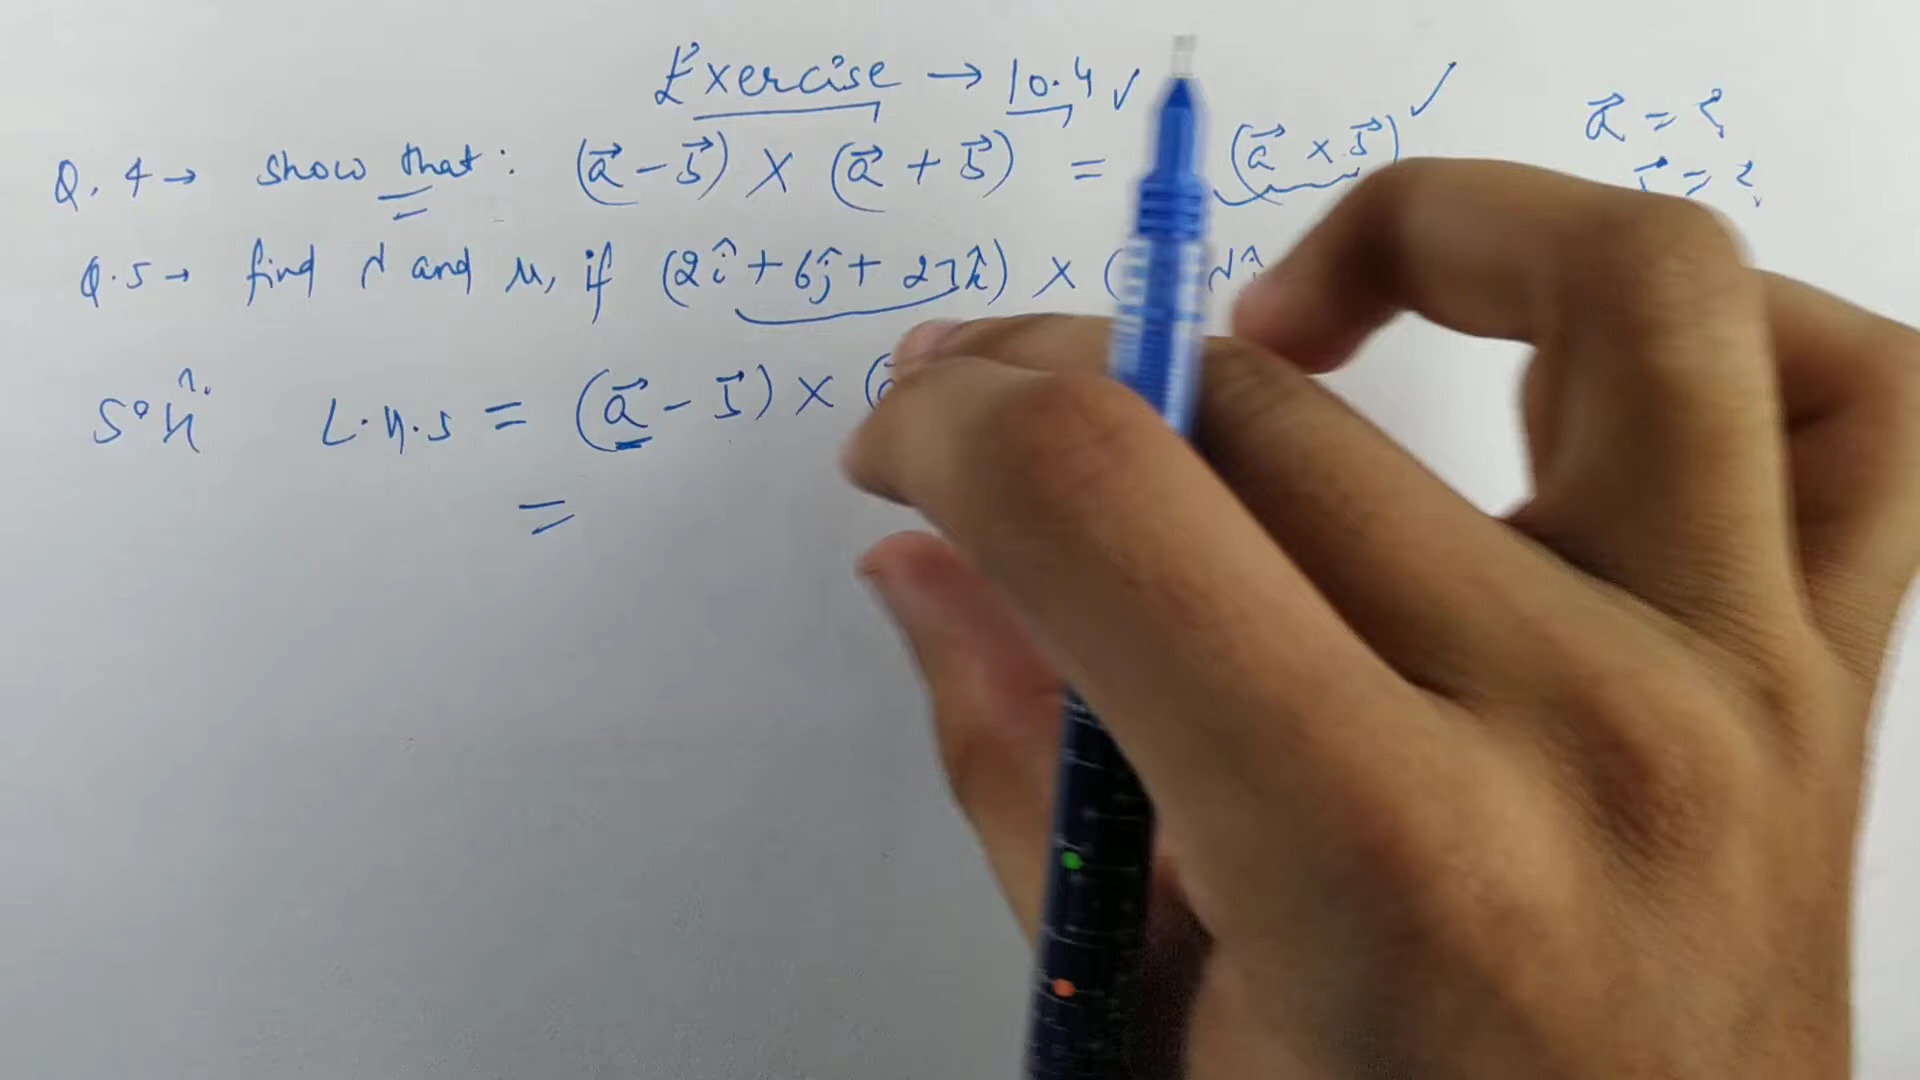 Exercise → 10.4 ✓
Q.4 → show that: (a⃗ - b⃗) × (a⃗ + b⃗) = (a⃗ × b⃗) ✓
a⃗ = ?
= ?
Q.5 → find λ and μ, if (2î + 6ĵ + 27k̂) × (
Solⁿ. L.H.S = (a⃗ - b⃗) × (
=